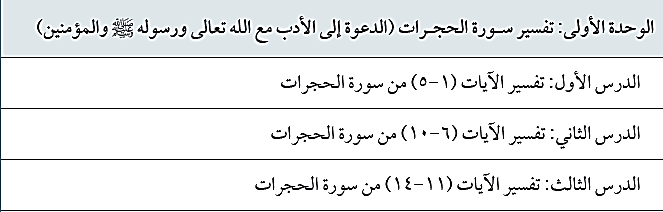 الوحدة الأولى: تفسير سـورة الحجـرات (الدعوة إلى الأدب مع الله تعالى ورسوله ﷺ والمؤمنين)
الدرس الأول: تفسير الآيات (١-٥) من سورة الحجرات
الدرس الثاني: تفسير الآيات (٦-١٠) من سورة الحجرات
الدرس الثالث: تفسير الآيات (١١-١٤) من سورة الحجرات